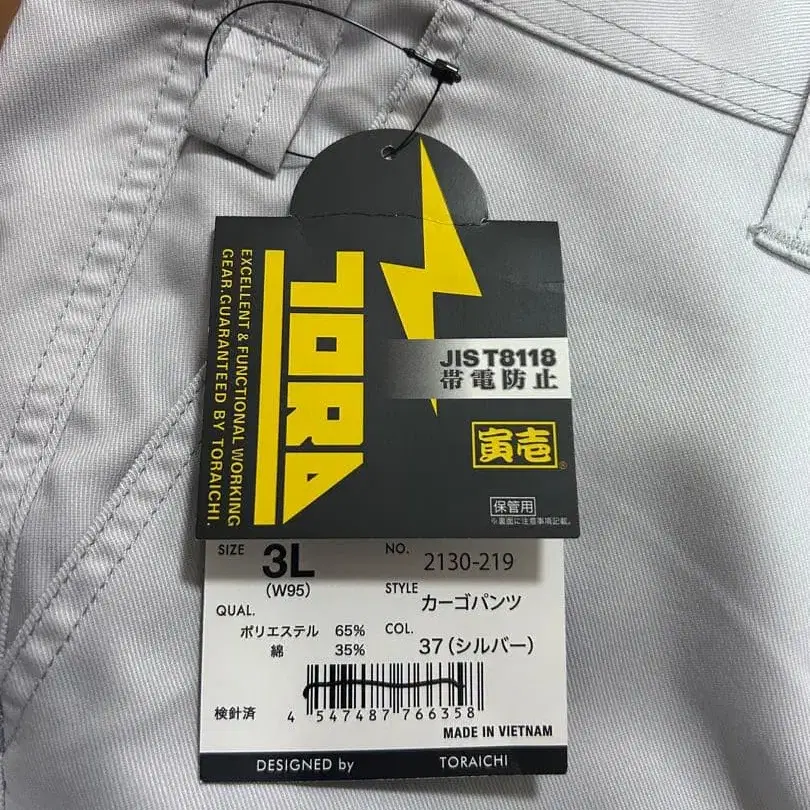 EXCELLENT & FUNCTIONAL WORKING
GEAR.GUARANTEED BY TORAICHI.
TORA
JIS T8118
帯電防止
寅壱
®
保管用
※裏面に注意事項記載。
SIZE 3L
(W95)
NO. 2130-219
STYLE カーゴパンツ
QUAL.
ポリエステル 65%
綿 35%
COL. 37(シルバー)
検針済
4 547487 766358
MADE IN VIETNAM
DESIGNED by TORAICHI